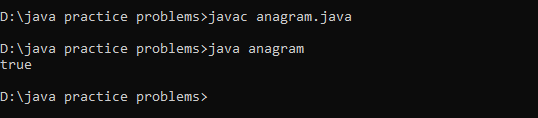 D:\java practice problems>javac anagram.java
D:\java practice problems>java anagram
true
D:\java practice problems>